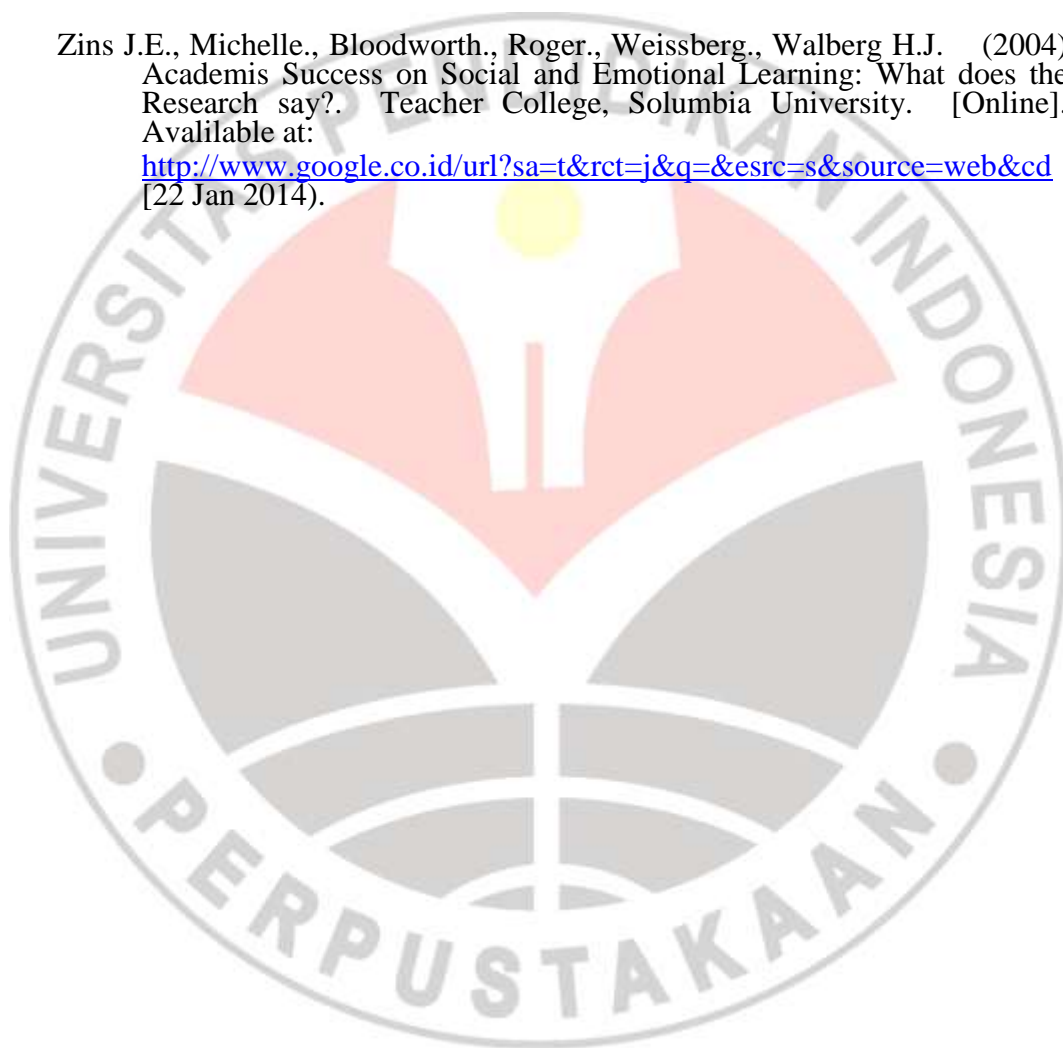 Zins J.E., Michelle., Bloodworth., Roger., Weissberg., Walberg H.J. (2004)
Academis Success on Social and Emotional Learning: What does the
Research say?. Teacher College, Solumbia University. [Online].
Avalilable at:
http://www.google.co.id/url?sa=t&rct=j&q=&esrc=s&source=web&cd
[22 Jan 2014).
UNIVERSITAS PENDIDIKAN INDONESIA
PERPUSTAKAAN